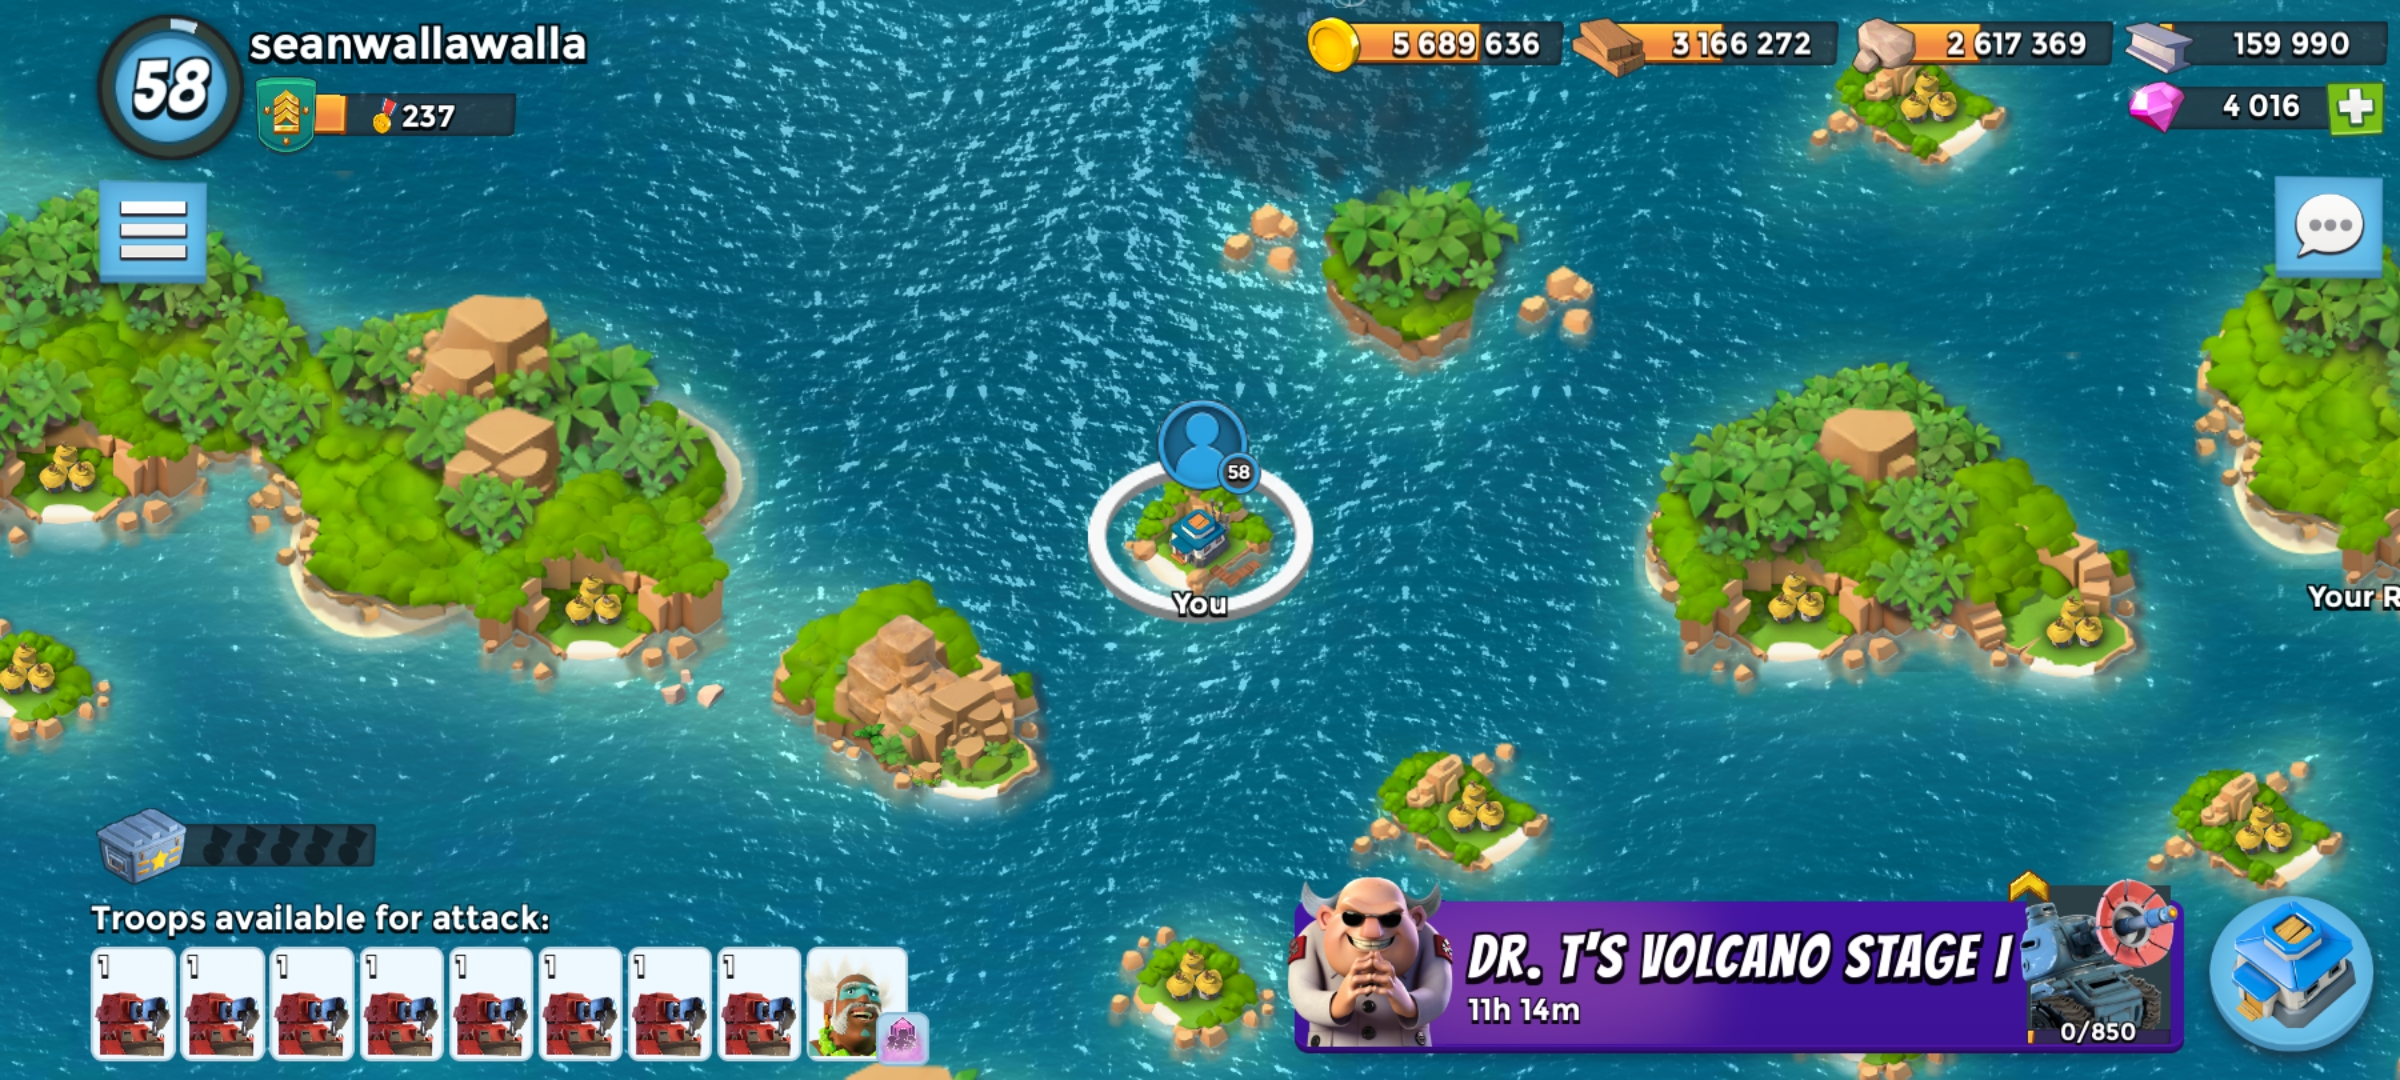 58
seanwallawalla
237
5 689 636
3 166 272
2 617 369
159 990
4 016
58
You
Your R
Troops available for attack:
1 1 1 1 1 1 1 1
DR. T'S VOLCANO STAGE I
11h 14m
0/850